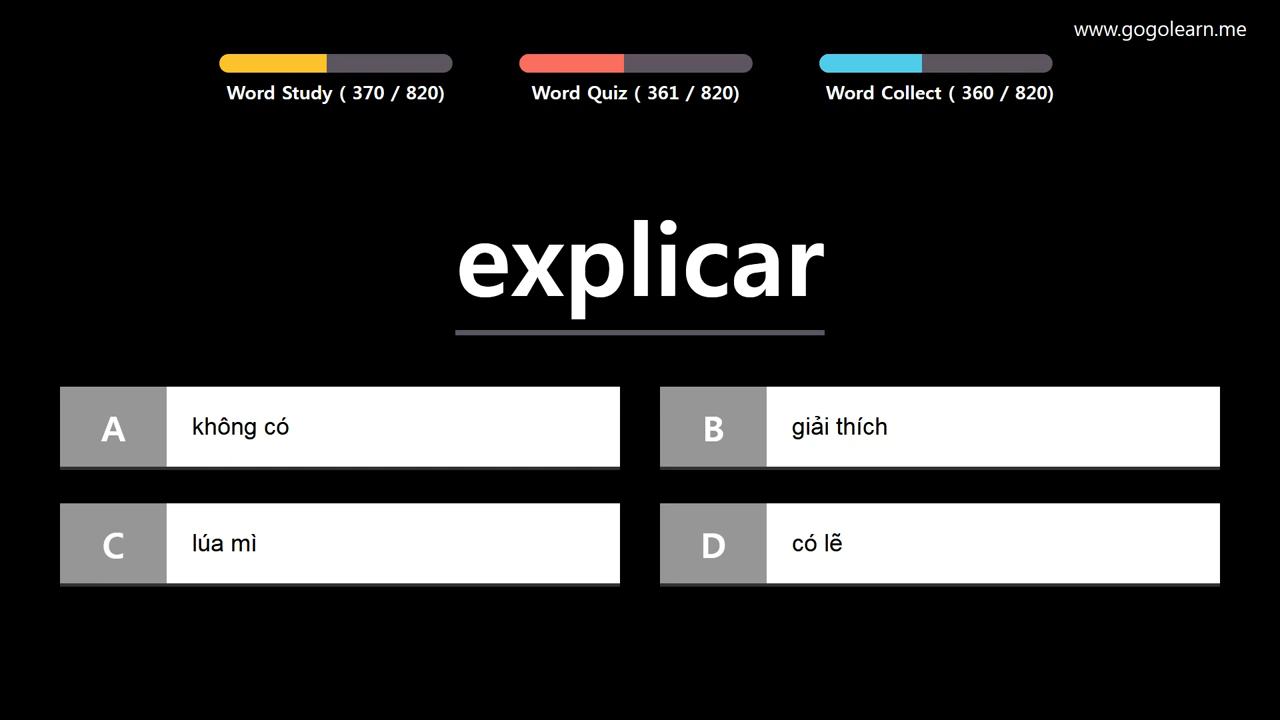 www.gogolearn.me
Word Study ( 370 / 820)
Word Quiz ( 361 / 820)
Word Collect ( 360 / 820)
explicar
A
không có
B
giải thích
C
lúa mì
D
có lẽ